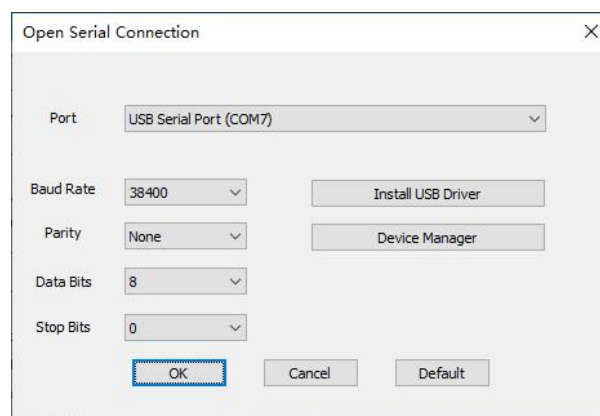 Open Serial Connection
Port
USB Serial Port (COM7)
Baud Rate
38400
Install USB Driver
Parity
None
Device Manager
Data Bits
8
Stop Bits
0
OK
Cancel
Default